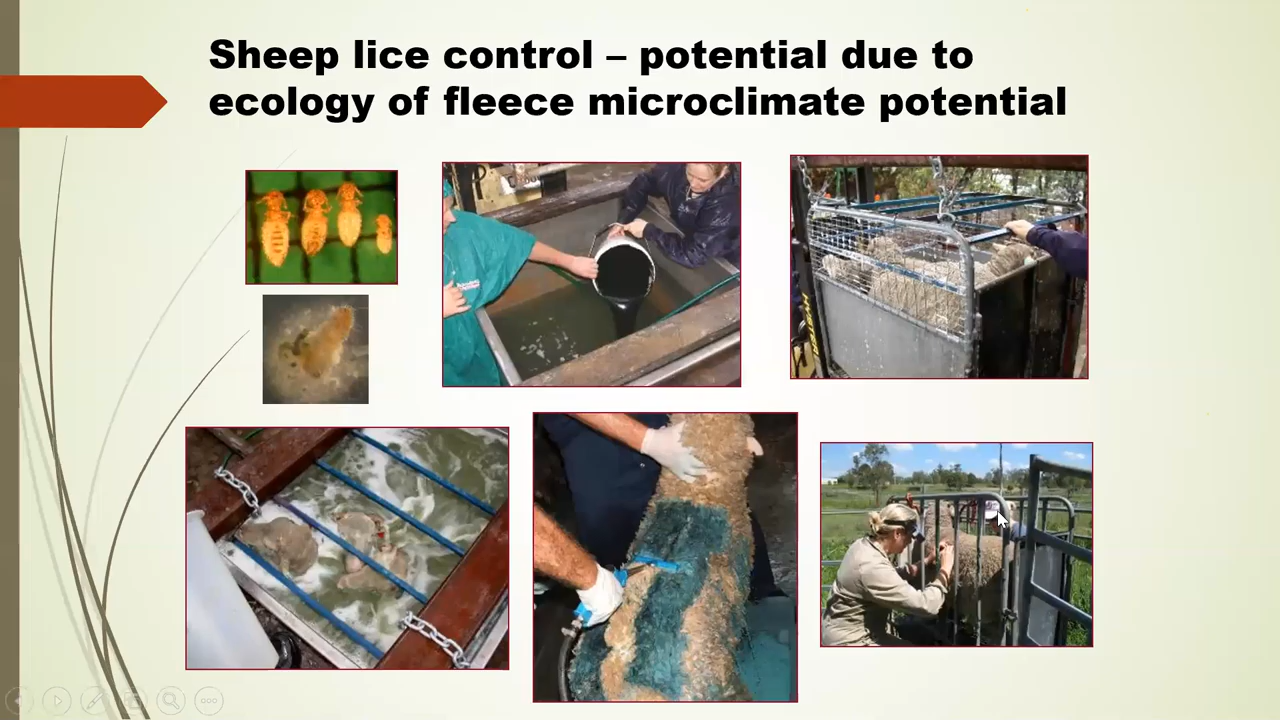 Sheep lice control – potential due to
ecology of fleece microclimate potential